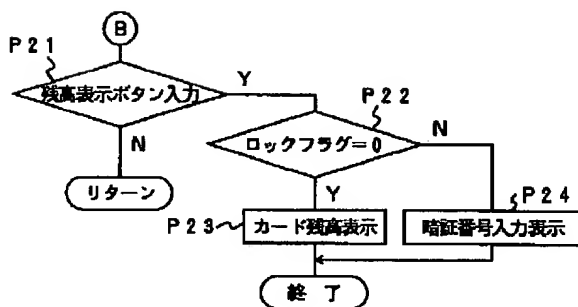 B
P21
残高表示ボタン入力
Y
P22
N
ロックフラグ=0
N
リターン
Y
P23
カード残高表示
P24
暗証番号入力表示
終 了